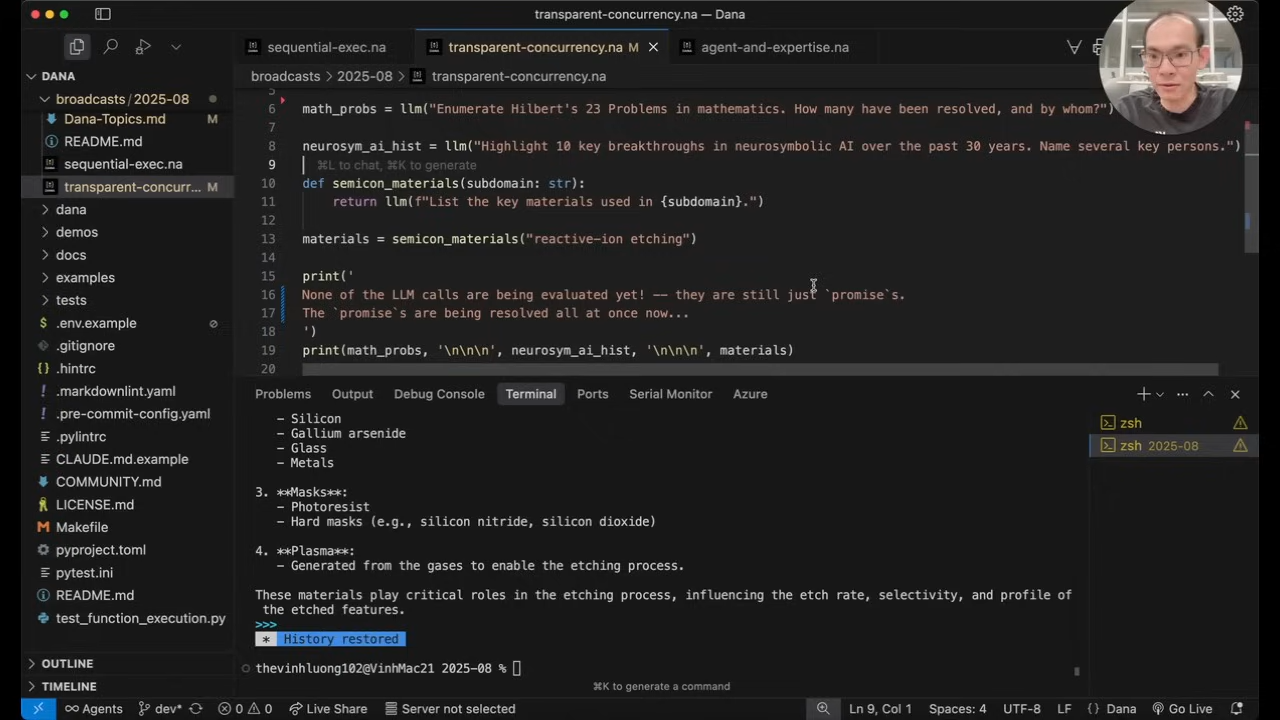 transparent-concurrency.na — Dana
sequential-exec.na
transparent-concurrency.na M
agent-and-expertise.na
DANA
broadcasts / 2025-08
Dana-Topics.md M
README.md
sequential-exec.na
transparent-concurr... M
dana
demos
docs
examples
tests
.env.example
.gitignore
.hintrc
.markdownlint.yaml
.pre-commit-config.yaml
.pylintrc
CLAUDE.md.example
COMMUNITY.md
LICENSE.md
Makefile
pyproject.toml
pytest.ini
README.md
test_function_execution.py
OUTLINE
TIMELINE
broadcasts > 2025-08 > transparent-concurrency.na
5
6 math_probs = llm("Enumerate Hilbert's 23 Problems in mathematics. How many have been resolved, and by whom?")
7
8 neurosym_ai_hist = llm("Highlight 10 key breakthroughs in neurosymbolic AI over the past 30 years. Name several key persons.")
9 ⌘L to chat, ⌘K to generate
10 def semicon_materials(subdomain: str):
11 return llm(f"List the key materials used in {subdomain}.")
12
13 materials = semicon_materials("reactive-ion etching")
14
15 print('
16 None of the LLM calls are being evaluated yet! -- they are still just `promise`s.
17 The `promise`s are being resolved all at once now...
18 ')
19 print(math_probs, '\n\n\n', neurosym_ai_hist, '\n\n\n', materials)
20
Problems Output Debug Console Terminal Ports Serial Monitor Azure
- Silicon
- Gallium arsenide
- Glass
- Metals
3. **Masks**:
- Photoresist
- Hard masks (e.g., silicon nitride, silicon dioxide)
4. **Plasma**:
- Generated from the gases to enable the etching process.
These materials play critical roles in the etching process, influencing the etch rate, selectivity, and profile of
the etched features.
>>>
* History restored
thevinhluong102@VinhMac21 2025-08 %
⌘K to generate a command
zsh
zsh 2025-08
Agents dev* 0 0 Live Share Server not selected Ln 9, Col 1 Spaces: 4 UTF-8 LF {} Dana Go Live